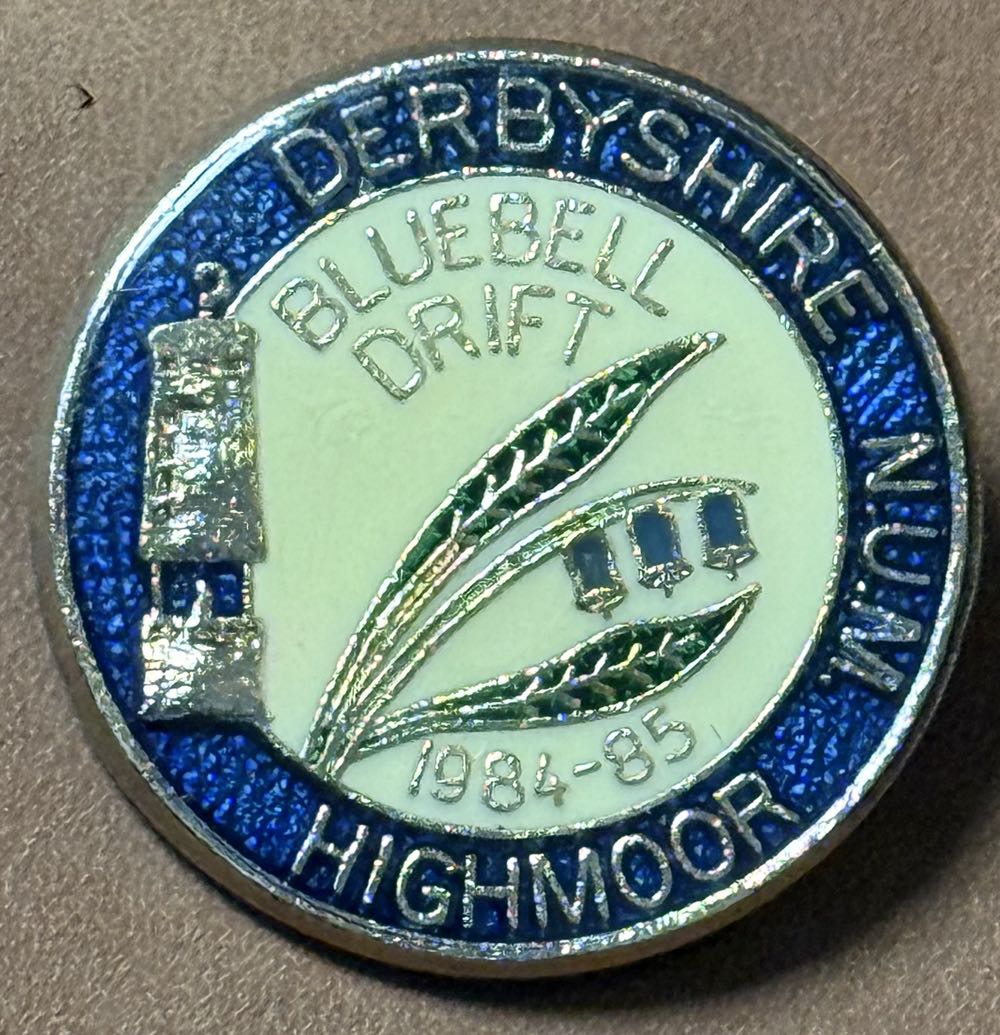 DERBYSHIRE N.U.M.
BLUEBELL
DRIFT
1984-85
HIGHMOOR